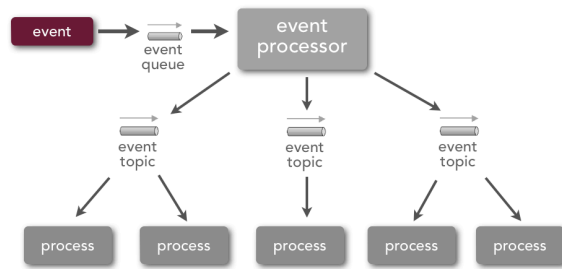 event
event
queue
event
processor
event
topic
event
topic
event
topic
process
process
process
process
process